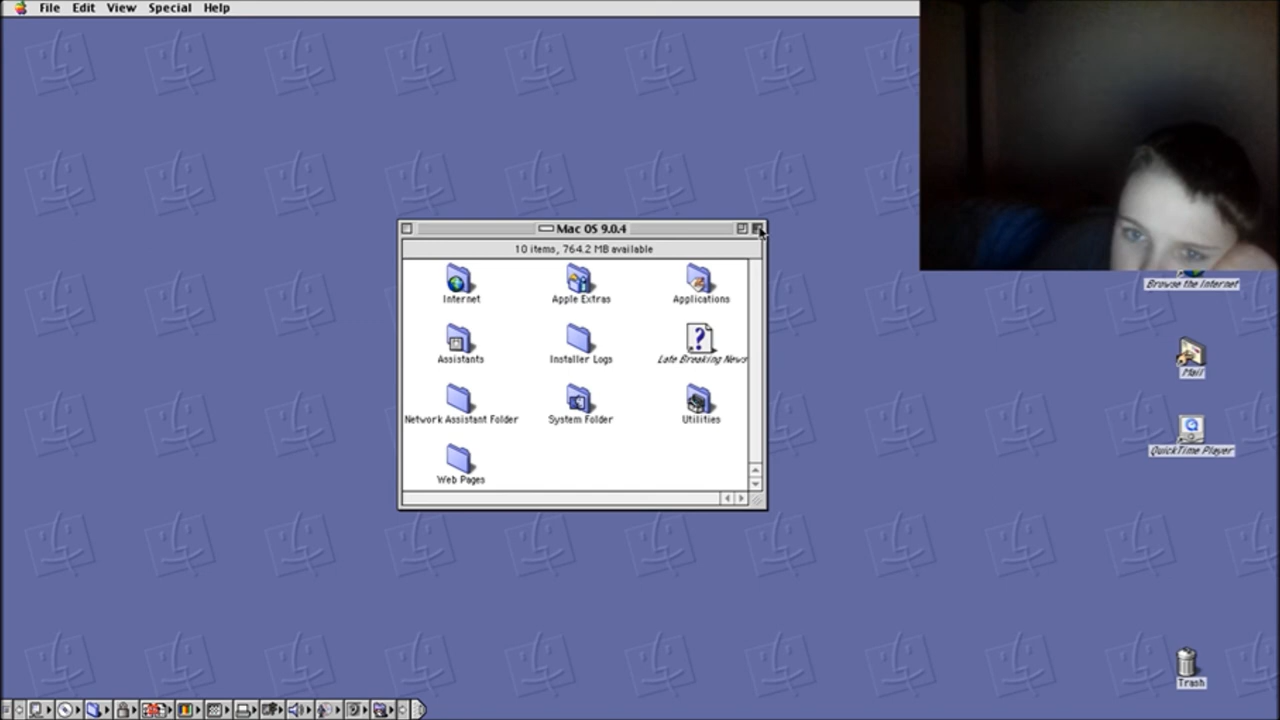 File Edit View Special Help
Mac OS 9.0.4
10 items, 764.2 MB available
Internet Apple Extras Applications
Assistants Installer Logs Late Breaking News
Network Assistant Folder System Folder Utilities
Web Pages
Browse the Internet
Mail
QuickTime Player
Trash